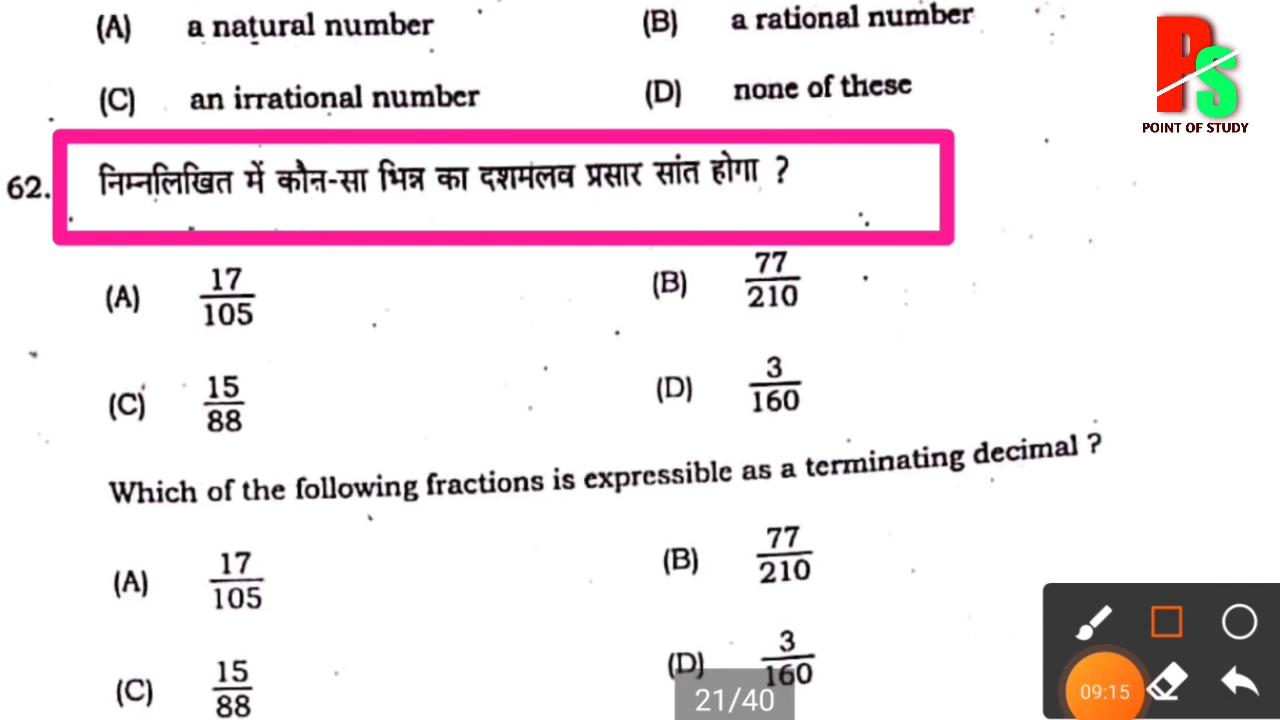 (A) a natural number (B) a rational number
(C) an irrational number (D) none of these
POINT OF STUDY
62. निम्नलिखित में कौन-सा भिन्न का दशमलव प्रसार सांत होगा ?
(A) 17/105 (B) 77/210
(C) 15/88 (D) 3/160
Which of the following fractions is expressible as a terminating decimal ?
(A) 17/105 (B) 77/210
(C) 15/88 (D) 3/160
21/40
09:15
PS